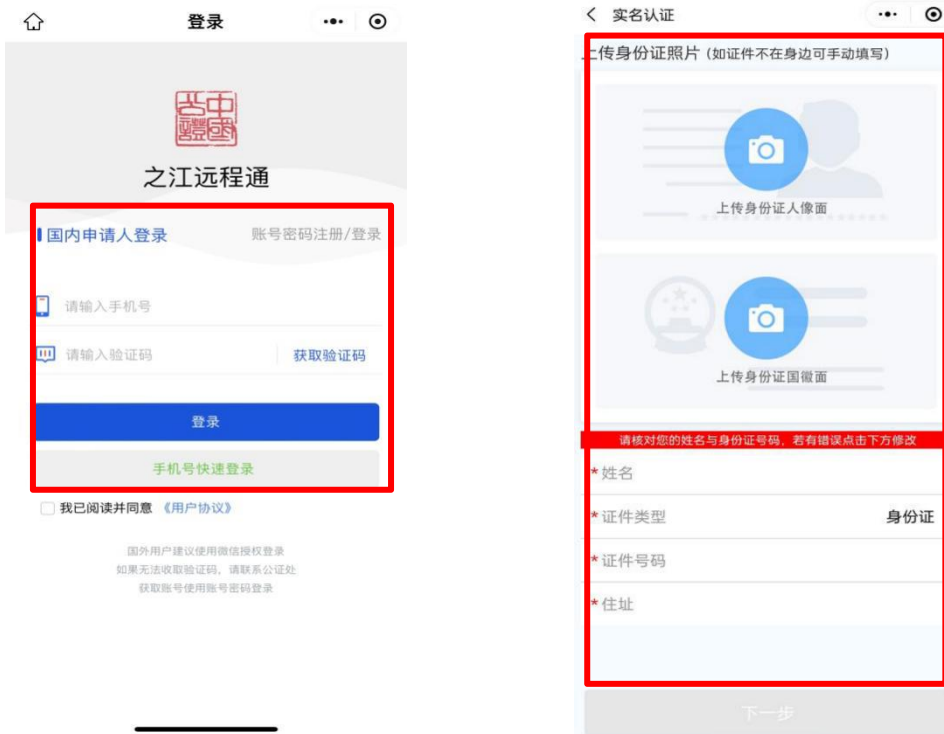 登录
中國公證
之江远程通
国内申请人登录 账号密码注册/登录
请输入手机号
请输入验证码 获取验证码
登录
手机号快速登录
我已阅读并同意 《用户协议》
国外用户建议使用微信授权登录
如果无法收取验证码，请联系公证处
获取账号使用账号密码登录
实名认证
上传身份证照片（如证件不在身边可手动填写）
上传身份证人像面
上传身份证国徽面
请核对您的姓名与身份证号码，若有错误点击下方修改
*姓名
*证件类型 身份证
*证件号码
*住址
下一步